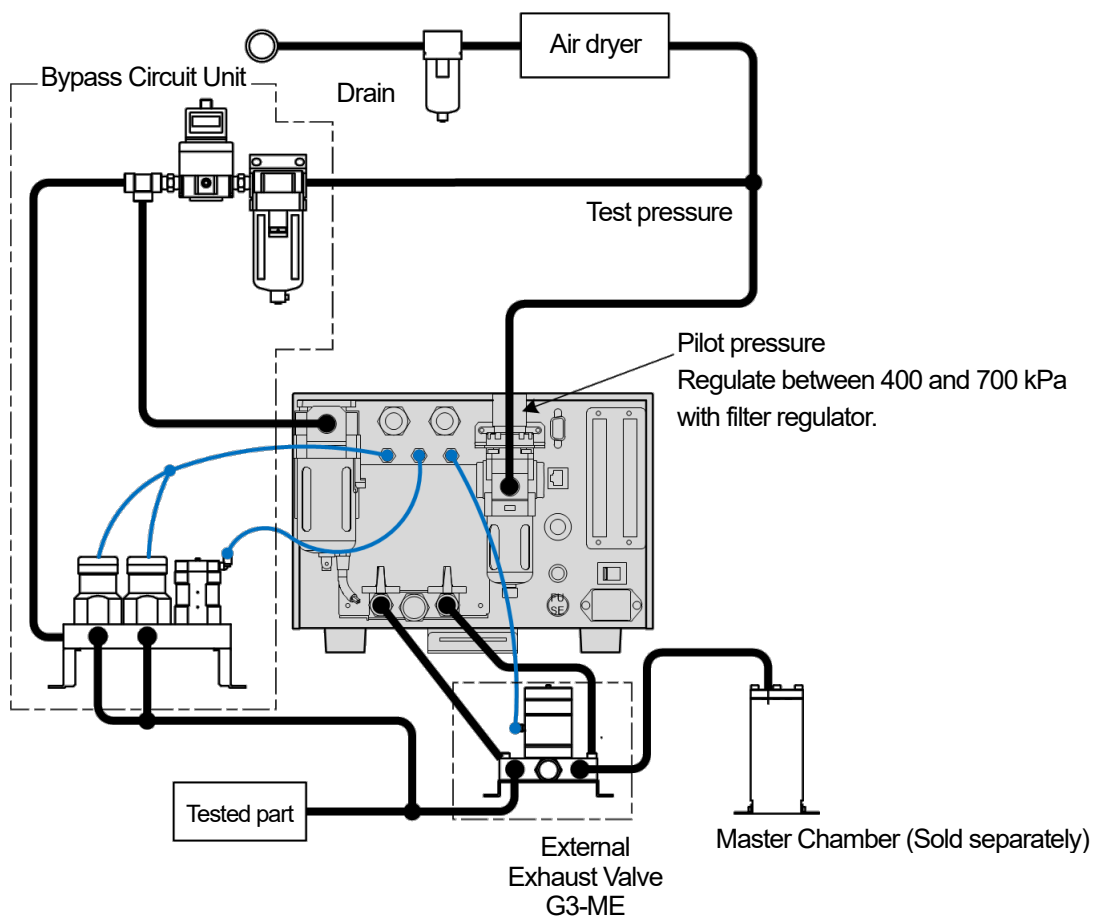 Air dryer
Bypass Circuit Unit
Drain
Test pressure
Pilot pressure
Regulate between 400 and 700 kPa
with filter regulator.
FU
SE
Tested part
Master Chamber (Sold separately)
External
Exhaust Valve
G3-ME